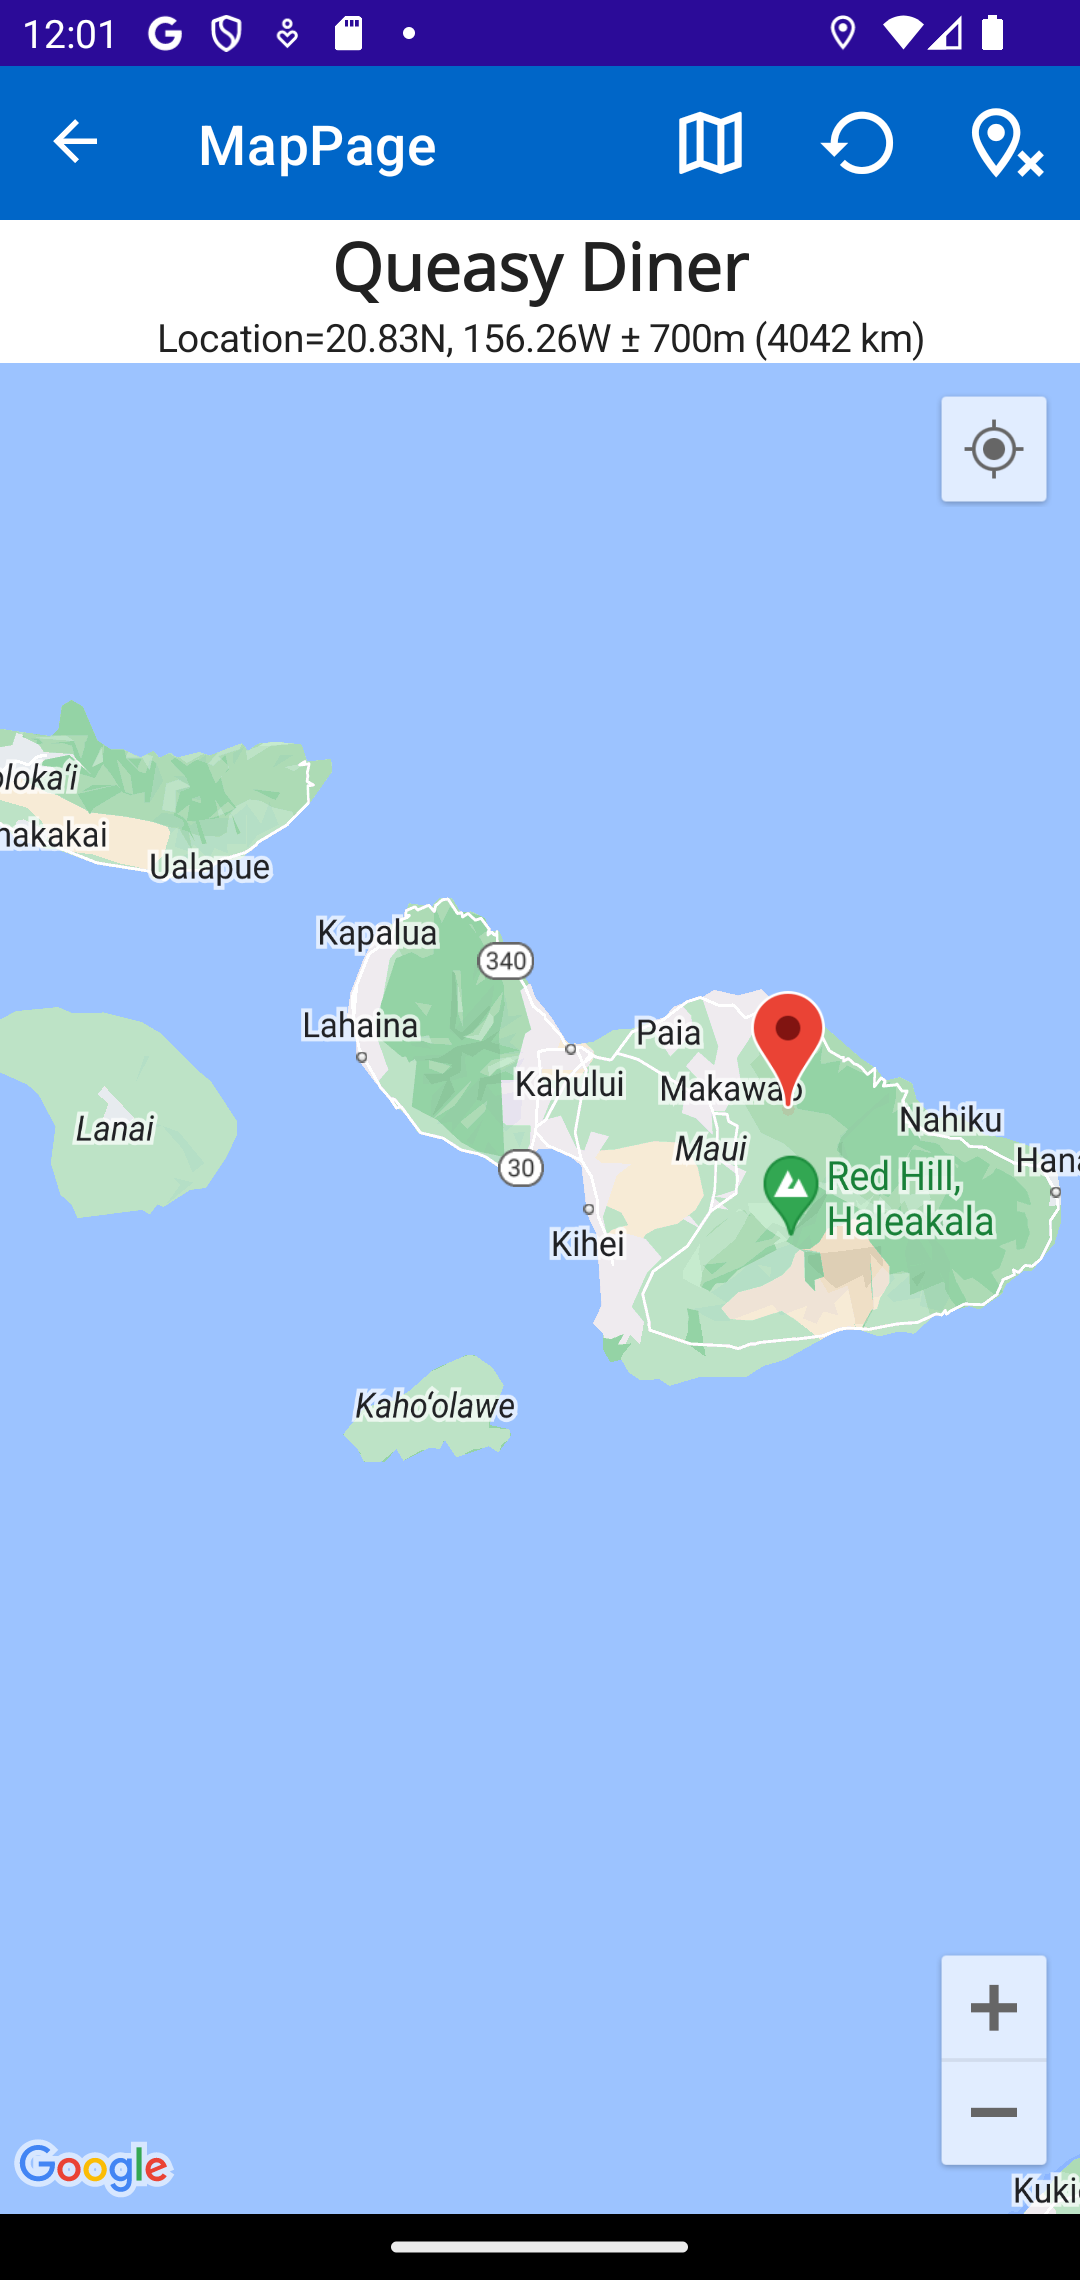 12:01
MapPage
Queasy Diner
Location=20.83N, 156.26W ± 700m (4042 km)
oloka‘i
nakakai
Ualapue
Kapalua
340
Lahaina
Paia
Kahului
Makawao
Lanai
Nahiku
Maui
Hana
30
Red Hill,
Haleakala
Kihei
Kaho‘olawe
Google
Kuki